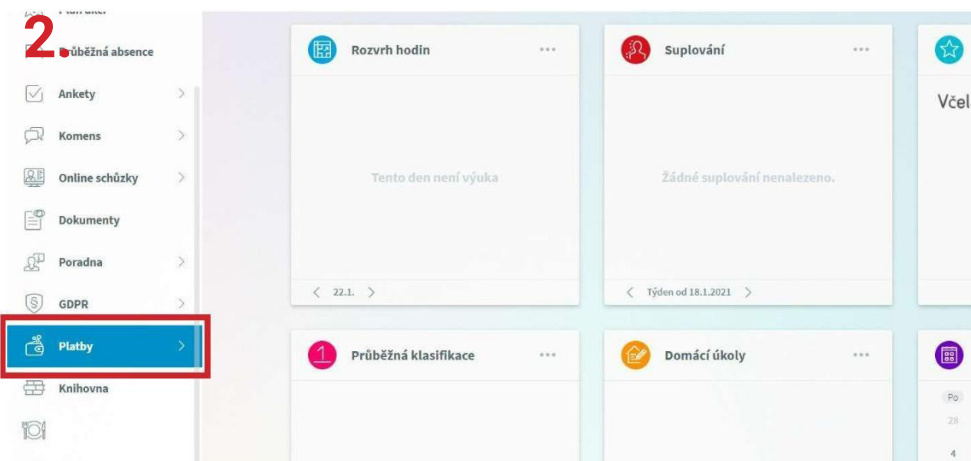 2.
Průběžná absence
Ankety
Komens
Online schůzky
Dokumenty
Poradna
GDPR
Platby
Knihovna
Rozvrh hodin
Tento den není výuka
22.1.
Suplování
Žádné suplování nenalezeno.
Týden od 18.1.2021
Průběžná klasifikace
Domácí úkoly
Včel
Po
28
4